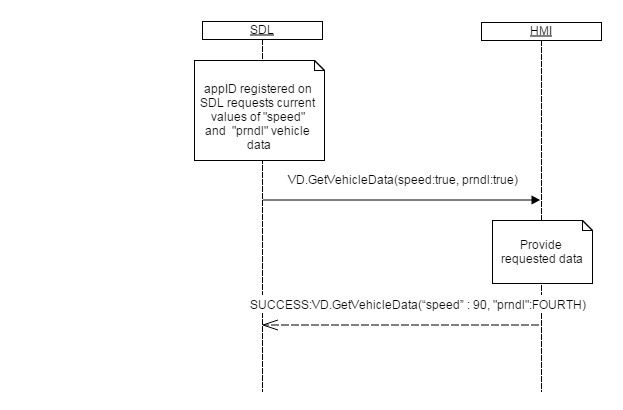 SDL
HMI
appID registered on
SDL requests current
values of "speed"
and "prndl" vehicle
data
VD.GetVehicleData(speed:true, prndl:true)
Provide
requested data
SUCCESS:VD.GetVehicleData(“speed” : 90, "prndl":FOURTH)